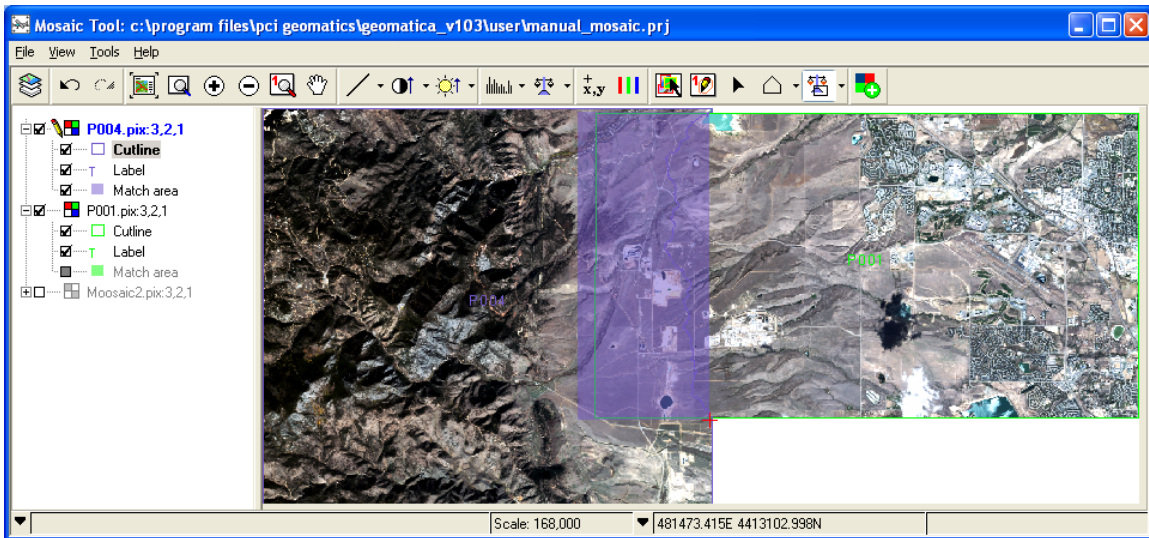 Mosaic Tool: c:\program files\pci geomatics\geomatica_v103\user\manual_mosaic.prj
File View Tools Help
+
x,y
P004.pix:3,2,1
Cutline
T Label
Match area
P001.pix:3,2,1
Cutline
T Label
Match area
Moosaic2.pix:3,2,1
P004
P001
Scale: 168,000
481473.415E 4413102.998N